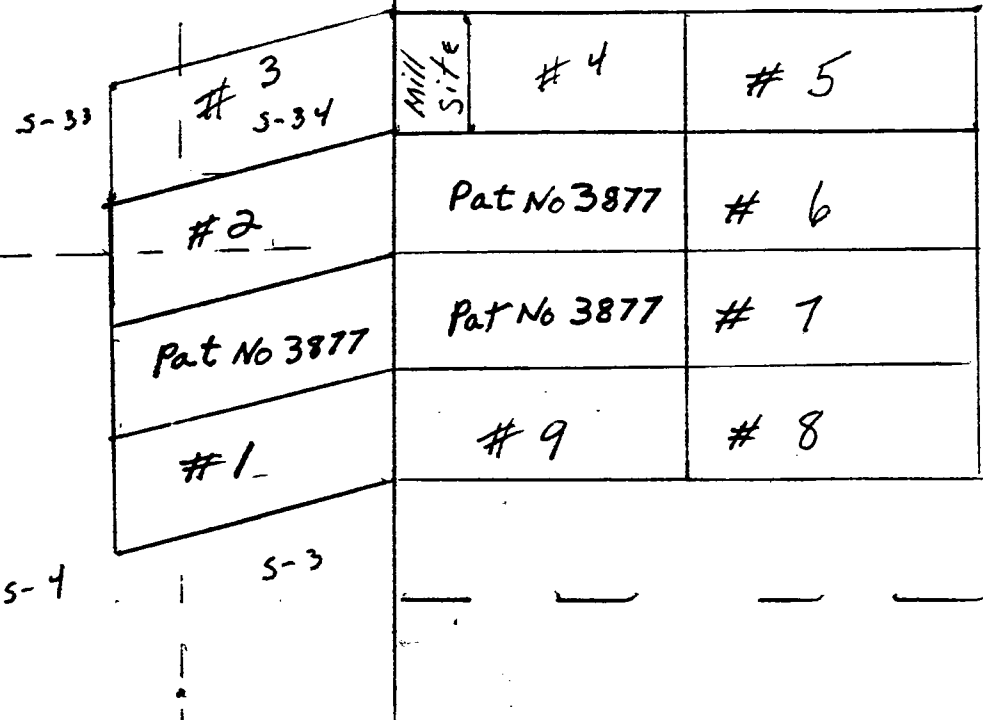 # 3
S-33
S-34
Mill
Site
# 4
# 5
# 2
Pat No 3877
# 6
Pat No 3877
Pat No 3877
# 7
# 1
# 9
# 8
S-4
S-3